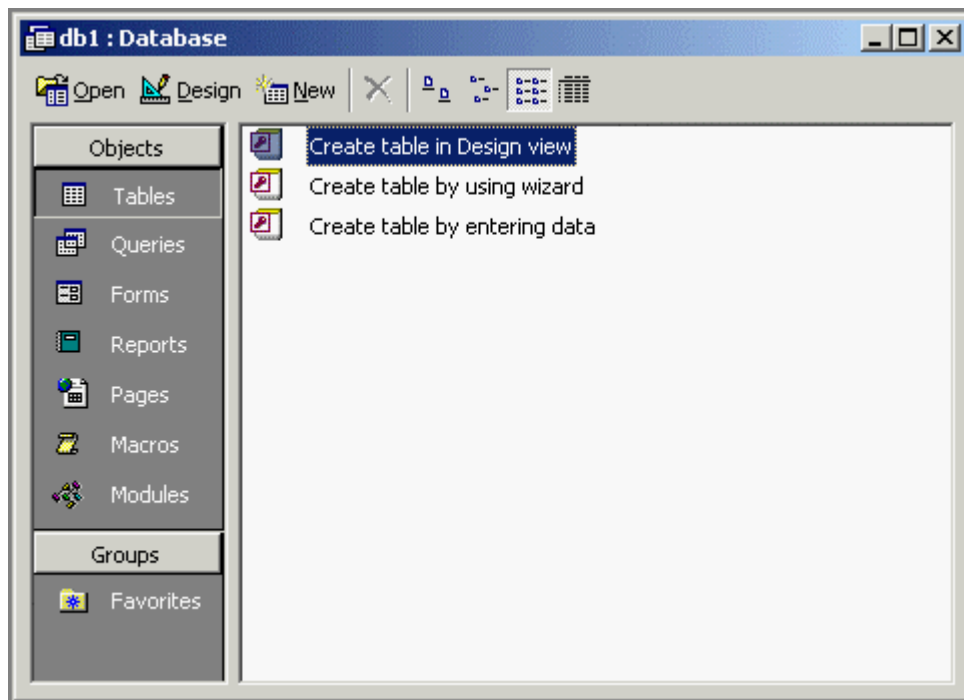 db1 : Database
Open Design New
Objects
Tables
Queries
Forms
Reports
Pages
Macros
Modules
Groups
Favorites
Create table in Design view
Create table by using wizard
Create table by entering data